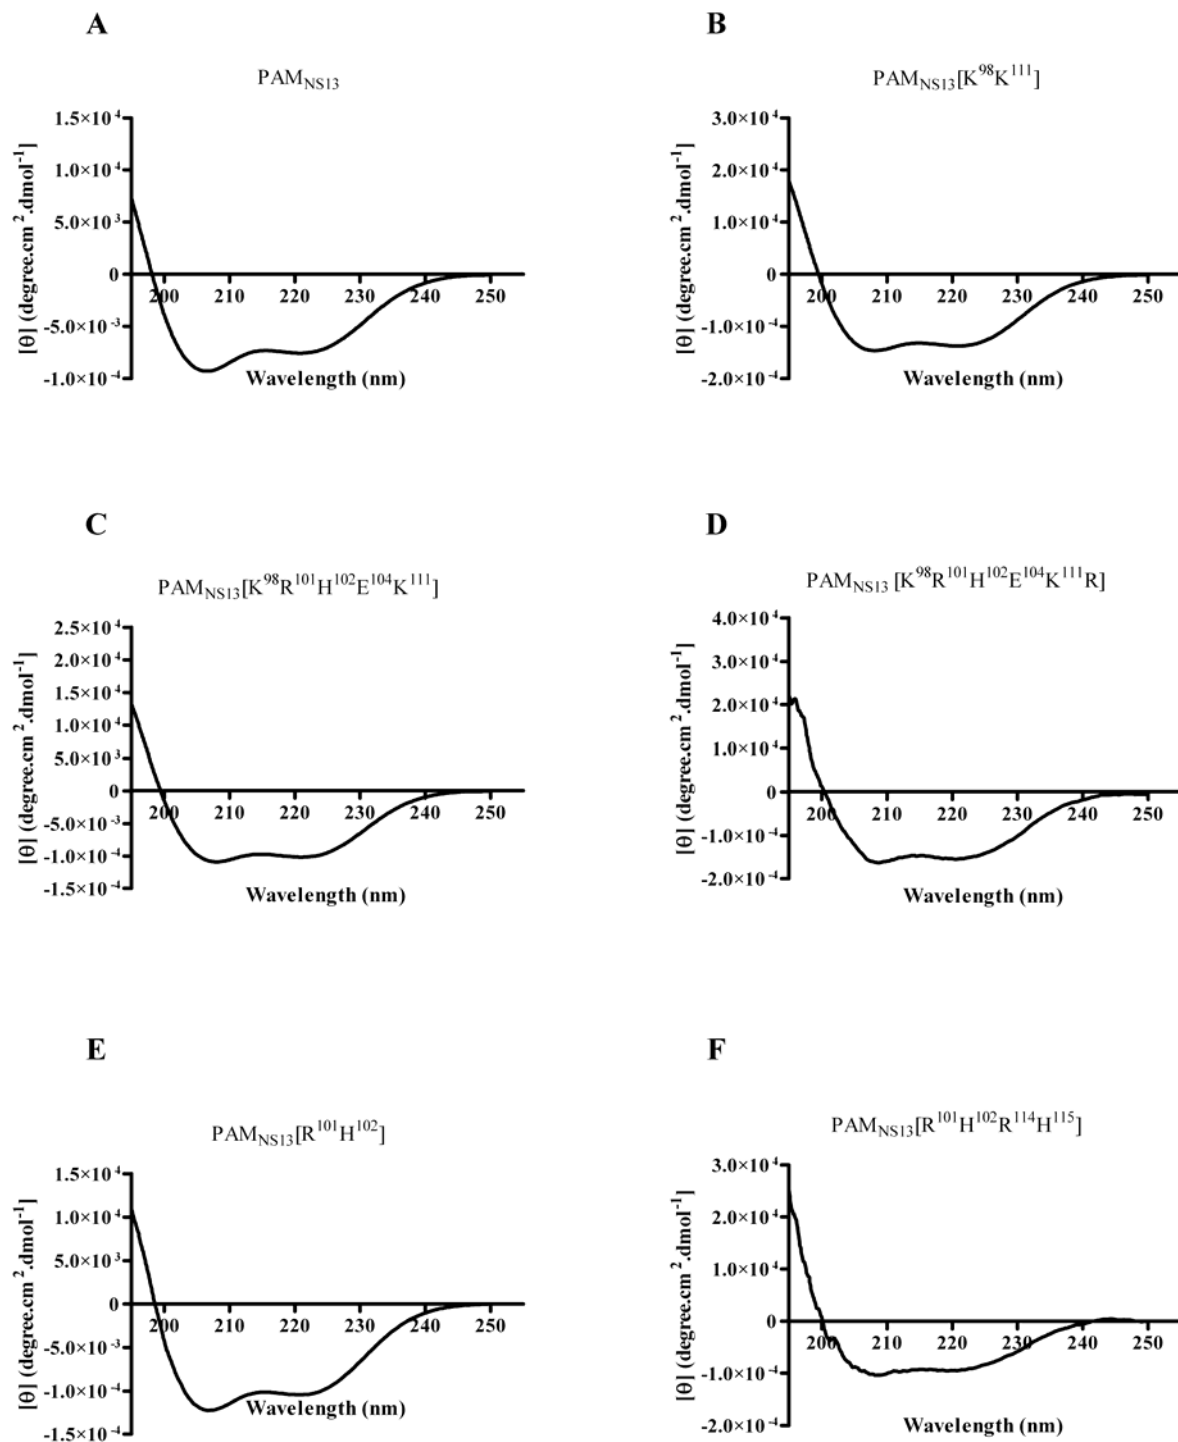 A
PAM_NS13
[θ] (degree.cm².dmol⁻¹]
1.5×10⁴
1.0×10⁴
5.0×10³
0
-5.0×10⁻³
-1.0×10⁻⁴
200 210 220 230 240 250
Wavelength (nm)
B
PAM_NS13[K⁹⁸K¹¹¹]
[θ] (degree.cm².dmol⁻¹]
3.0×10⁴
2.0×10⁴
1.0×10⁴
0
-1.0×10⁻⁴
-2.0×10⁻⁴
200 210 220 230 240 250
Wavelength (nm)
C
PAM_NS13[K⁹⁸R¹⁰¹H¹⁰²E¹⁰⁴K¹¹¹]
[θ] (degree.cm².dmol⁻¹]
2.5×10⁴
2.0×10⁴
1.5×10⁴
1.0×10⁴
5.0×10³
0
-5.0×10⁻³
-1.0×10⁻⁴
-1.5×10⁻⁴
200 210 220 230 240 250
Wavelength (nm)
D
PAM_NS13 [K⁹⁸R¹⁰¹H¹⁰²E¹⁰⁴K¹¹¹R]
[θ] (degree.cm².dmol⁻¹]
4.0×10⁴
3.0×10⁴
2.0×10⁴
1.0×10⁴
0
-1.0×10⁻⁴
-2.0×10⁻⁴
200 210 220 230 240 250
Wavelength (nm)
E
PAM_NS13[R¹⁰¹H¹⁰²]
[θ] (degree.cm².dmol⁻¹]
1.5×10⁴
1.0×10⁴
5.0×10³
0
-5.0×10⁻³
-1.0×10⁻⁴
-1.5×10⁻⁴
200 210 220 230 240 250
Wavelength (nm)
F
PAM_NS13[R¹⁰¹H¹⁰²R¹¹⁴H¹¹⁵]
[θ] (degree.cm².dmol⁻¹]
3.0×10⁴
2.0×10⁴
1.0×10⁴
0
-1.0×10⁻⁴
-2.0×10⁻⁴
200 210 220 230 240 250
Wavelength (nm)